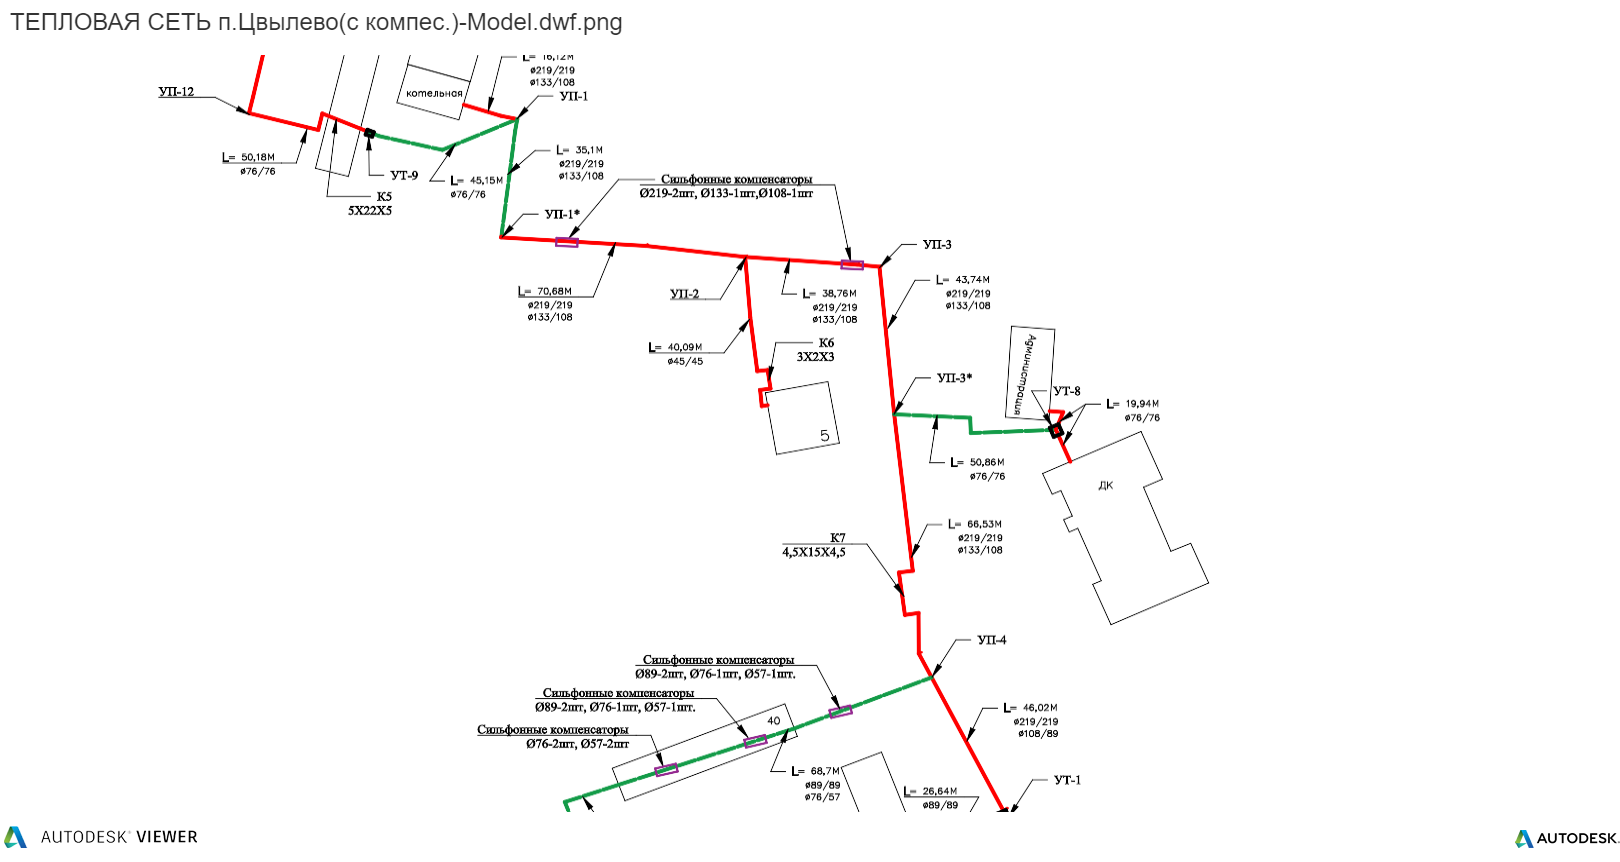 ТЕПЛОВАЯ СЕТЬ п.Цвылево(с компес.)-Model.dwf.png
L= 16,12М
ø219/219
ø133/108
УП-12
котельная
УП-1
L= 50,18М
ø76/76
УТ-9
L= 45,15М
ø76/76
К5
5X22X5
L= 35,1М
ø219/219
ø133/108
Сильфонные компенсаторы
Ø219-2шт, Ø133-1шт,Ø108-1шт
УП-1*
УП-3
L= 70,68М
ø219/219
ø133/108
УП-2
L= 38,76М
ø219/219
ø133/108
L= 43,74М
ø219/219
ø133/108
L= 40,09М
ø45/45
К6
3X2X3
5
УП-3*
Администрация
УТ-8
L= 19,94М
ø76/76
L= 50,86М
ø76/76
ДК
К7
4,5X15X4,5
L= 66,53М
ø219/219
ø133/108
УП-4
Сильфонные компенсаторы
Ø89-2шт, Ø76-1шт, Ø57-1шт.
Сильфонные компенсаторы
Ø89-2шт, Ø76-1шт, Ø57-1шт.
Сильфонные компенсаторы
Ø76-2шт, Ø57-2шт
40
L= 46,02М
ø219/219
ø108/89
L= 68,7М
ø89/89
ø76/57
L= 26,64М
ø89/89
УТ-1
AUTODESK® VIEWER
AUTODESK.